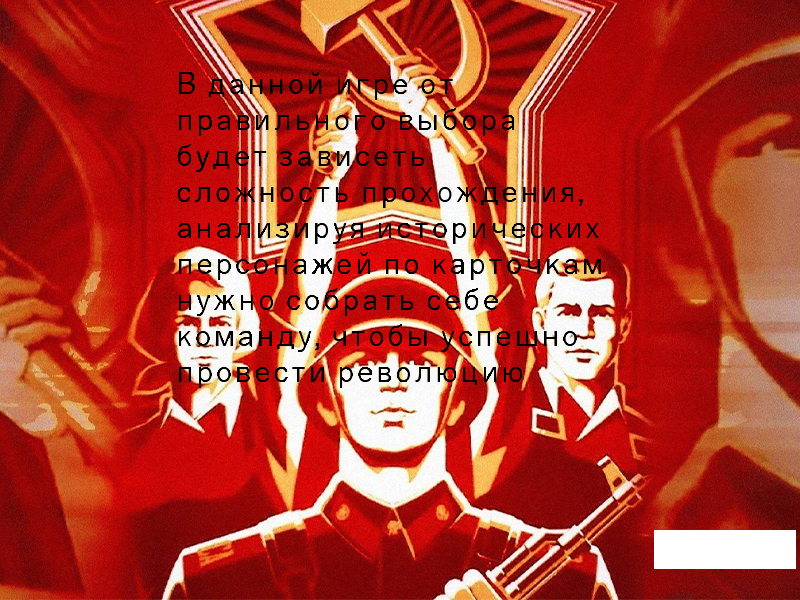 В данной игре от
правильного выбора
будет зависеть
сложность прохождения,
анализируя исторических
персонажей по карточкам
нужно собрать себе
команду, чтобы успешно
провести революцию